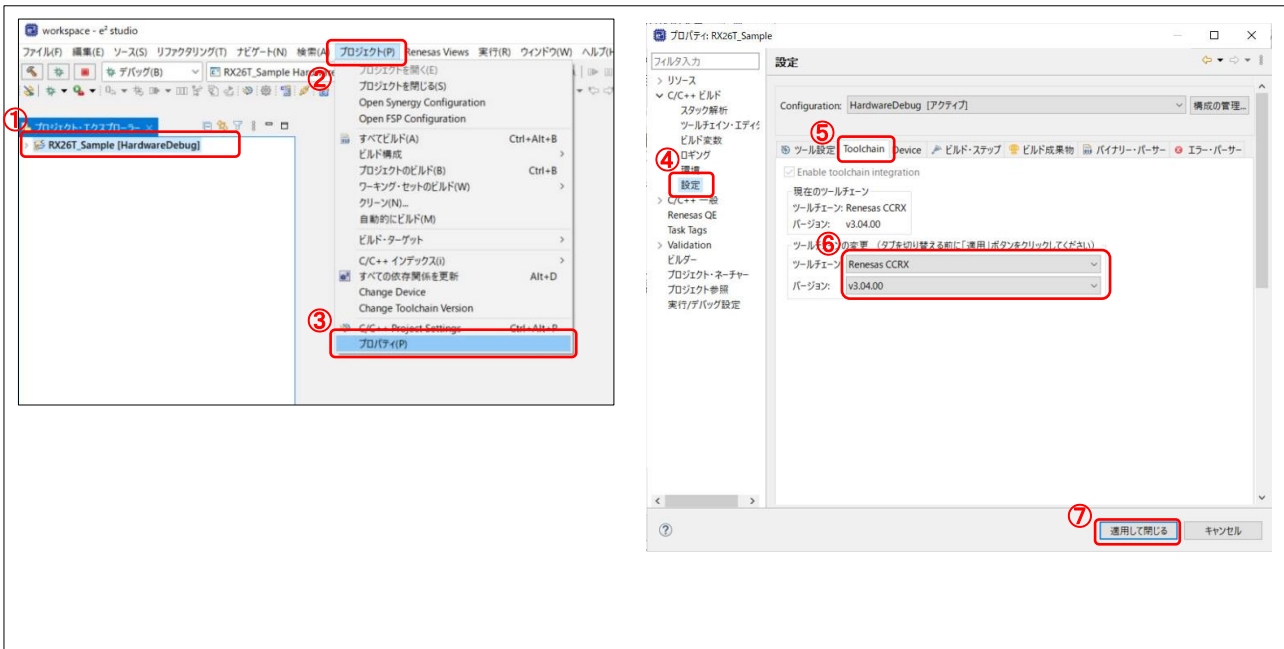 workspace - e² studio
ファイル(F) 編集(E) ソース(S) リファクタリング(T) ナビゲート(N) 検索(A) プロジェクト(P) Renesas Views 実行(R) ウィンドウ(W) ヘルプ(H
デバッグ(B) RX26T_Sample Hardware
②
プロジェクトを開く(E)
プロジェクトを閉じる(S)
Open Synergy Configuration
Open FSP Configuration
①
プロジェクト・エクスプローラー
RX26T_Sample [HardwareDebug]
すべてビルド(A) Ctrl+Alt+B
ビルド構成
プロジェクトのビルド(B) Ctrl+B
ワーキング・セットのビルド(W)
クリーン(N)...
自動的にビルド(M)
ビルド・ターゲット
C/C++ インデックス(i)
すべての依存関係を更新 Alt+D
Change Device
Change Toolchain Version
③
C/C++ Project Settings Ctrl+Alt+P
プロパティ(P)
プロパティ: RX26T_Sample
フィルタ入力
設定
リソース
C/C++ ビルド
スタック解析
ツールチェイン・エディタ
ビルド変数
ロギング
④
環境
設定
C/C++ 一般
Renesas QE
Task Tags
Validation
ビルダー
プロジェクト・ネーチャー
プロジェクト参照
実行/デバッグ設定
Configuration: HardwareDebug [アクティブ] 構成の管理...
⑤
ツール設定 Toolchain Device ビルド・ステップ ビルド成果物 バイナリー・パーサー エラー・パーサー
Enable toolchain integration
現在のツールチェーン
ツールチェーン: Renesas CCRX
バージョン: v3.04.00
⑥
ツールチェーンの変更 (タブを切り替える前に「適用」ボタンをクリックしてください)
ツールチェーン: Renesas CCRX
バージョン: v3.04.00
⑦
適用して閉じる キャンセル